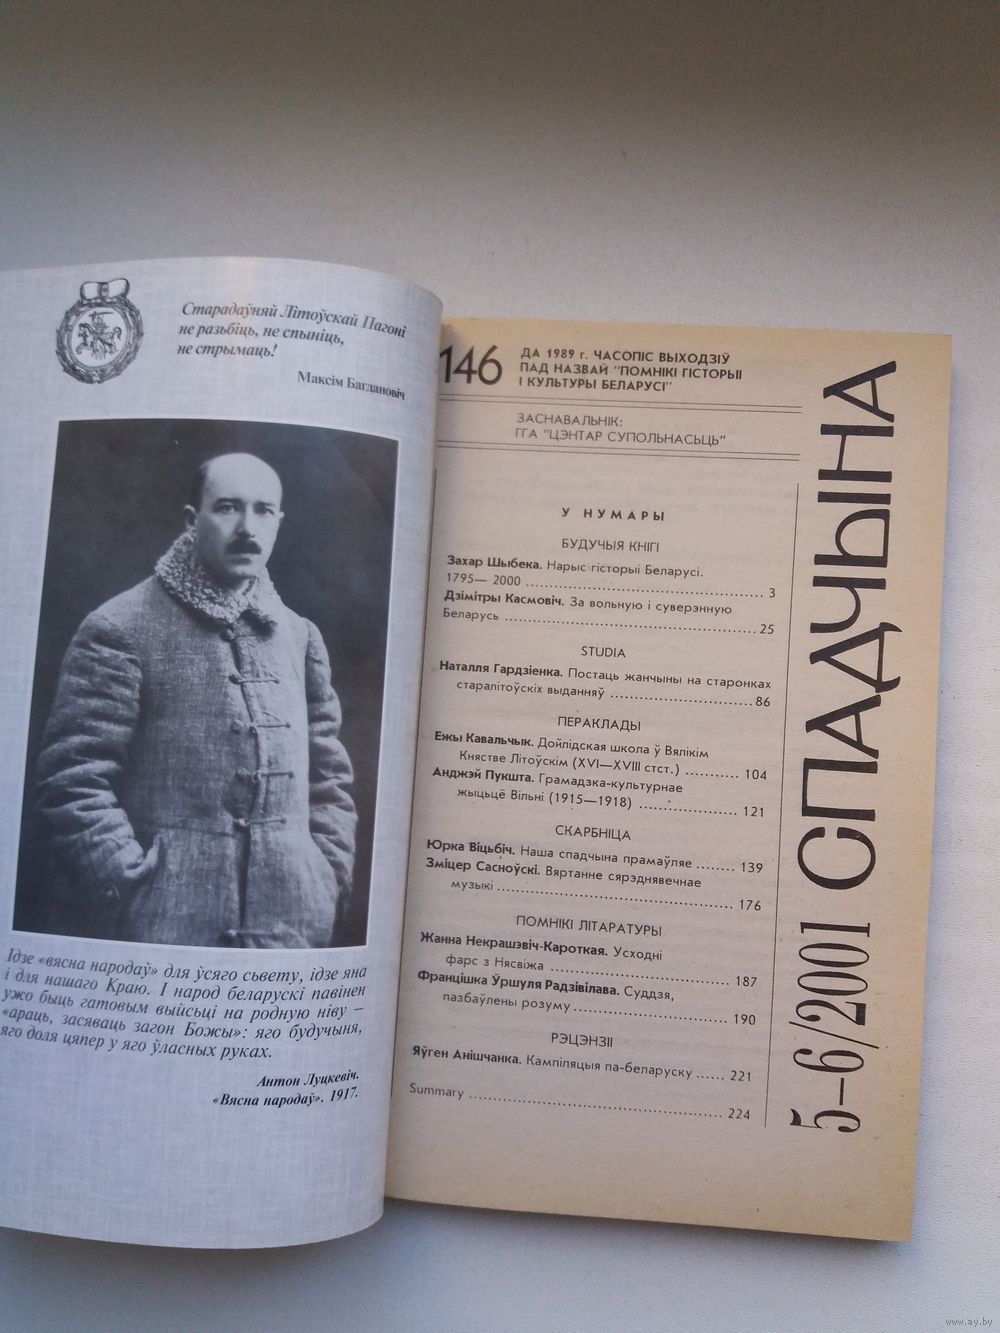 Старадаўняй Літоўскай Пагоні
не разьбіць, не спыніць,
не стрымаць!
Максім Багдановіч
Ідзе «вясна народаў» для ўсяго сьвету, ідзе яна
і для нашага Краю. І народ беларускі павінен
ужо быць гатовым выйсьці на родную ніву –
«араць, засяваць загон Божы»: яго будучыня,
яго доля цяпер у яго ўласных руках.
Антон Луцкевіч.
«Вясна народаў». 1917.
146
ДА 1989 г. ЧАСОПІС ВЫХОДЗІЎ
ПАД НАЗВАЙ "ПОМНІКІ ГІСТОРЫІ
І КУЛЬТУРЫ БЕЛАРУСІ"
ЗАСНАВАЛЬНІК:
ГГА "ЦЭНТАР СУПОЛЬНАСЬЦЬ"
У НУМАРЫ
БУДУЧЫЯ КНІГІ
Захар Шыбека. Нарыс гісторыі Беларусі.
1795— 2000 ........ 3
Дзімітры Касмовіч. За вольную і суверэнную
Беларусь ........ 25
STUDIA
Наталля Гардзіенка. Постаць жанчыны на старонках
старалітоўскіх выданняў ........ 86
ПЕРАКЛАДЫ
Ежы Кавальчык. Дойлідская школа ў Вялікім
Княстве Літоўскім (XVI—XVIII стст.) ........ 104
Анджэй Пукшта. Грамадзка-культурнае
жыцьцё Вільні (1915—1918) ........ 121
СКАРБНІЦА
Юрка Віцьбіч. Наша спадчына прамаўляе ........ 139
Зміцер Сасноўскі. Вяртанне сярэднявечнае
музыкі ........ 176
ПОМНІКІ ЛІТАРАТУРЫ
Жанна Некрашэвіч-Кароткая. Усходні
фарс з Нясвіжа ........ 187
Францішка Ўршуля Радзівілава. Суддзя,
пазбаўлены розуму ........ 190
РЭЦЭНЗІІ
Яўген Анішчанка. Кампіляцыя па-беларуску ...... 221
Summary ........ 224
5–6/2001 СПАДЧЫНА
www.ay.by